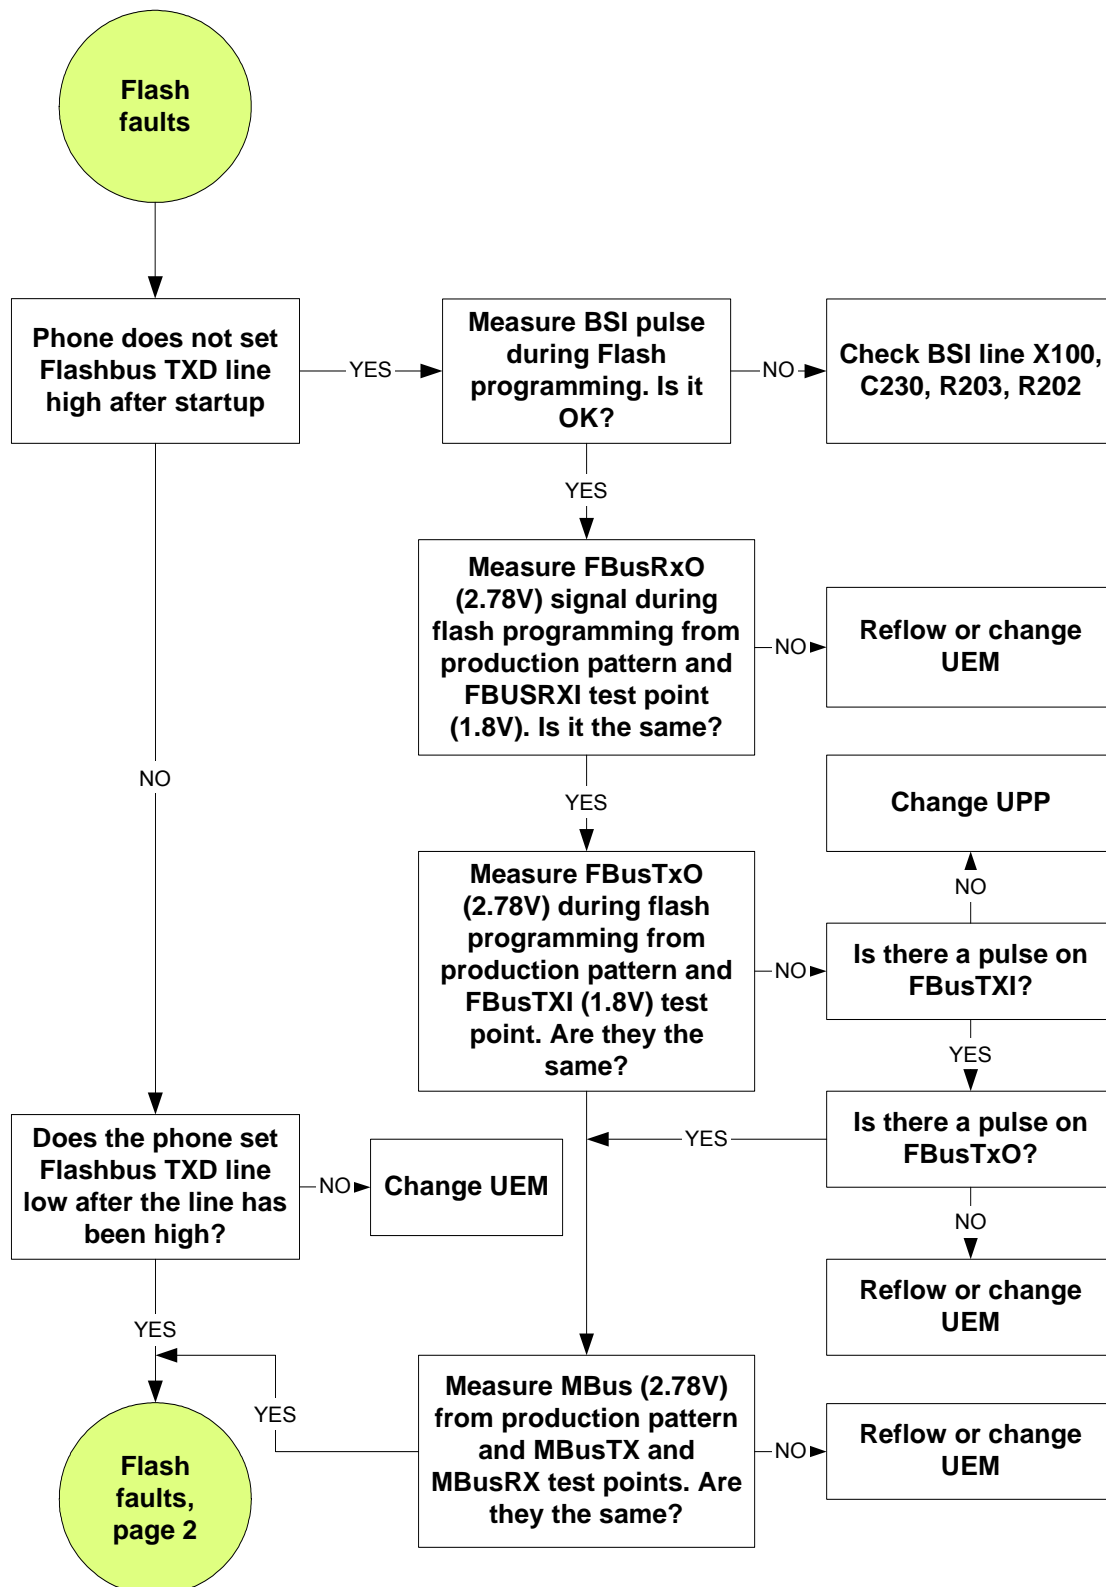 Flash
faults
Phone does not set
Flashbus TXD line
high after startup
YES
Measure BSI pulse
during Flash
programming. Is it
OK?
NO
Check BSI line X100,
C230, R203, R202
YES
Measure FBusRxO
(2.78V) signal during
flash programming from
production pattern and
FBUSRXI test point
(1.8V). Is it the same?
NO
Reflow or change
UEM
NO
YES
Change UPP
Measure FBusTxO
(2.78V) during flash
programming from
production pattern and
FBusTXI (1.8V) test
point. Are they the
same?
NO
NO
Is there a pulse on
FBusTXI?
YES
Does the phone set
Flashbus TXD line
low after the line has
been high?
NO
Change UEM
YES
Is there a pulse on
FBusTxO?
NO
Reflow or change
UEM
YES
YES
Measure MBus (2.78V)
from production pattern
and MBusTX and
MBusRX test points. Are
they the same?
NO
Reflow or change
UEM
Flash
faults,
page 2